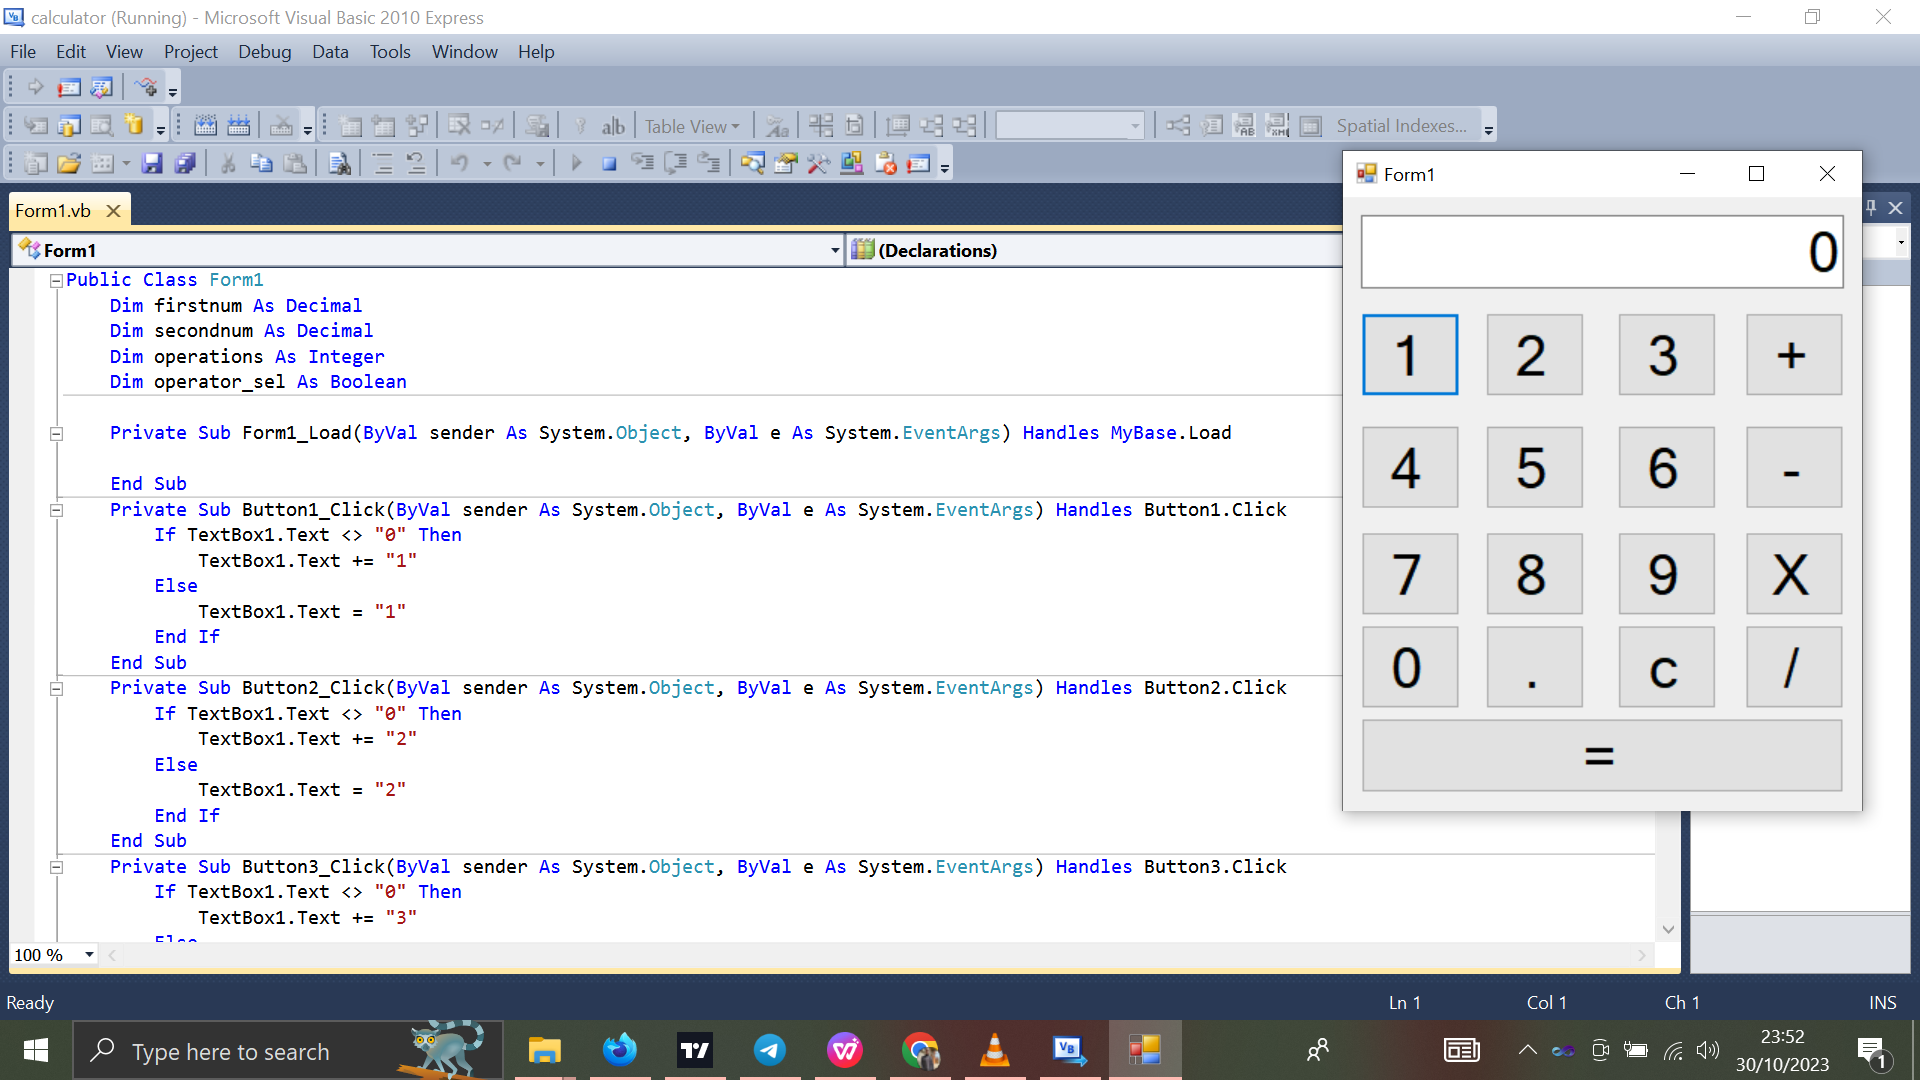 calculator (Running) - Microsoft Visual Basic 2010 Express
File Edit View Project Debug Data Tools Window Help
Table View
Spatial Indexes...
Form1.vb
Form1
(Declarations)
Public Class Form1
Dim firstnum As Decimal
Dim secondnum As Decimal
Dim operations As Integer
Dim operator_sel As Boolean
Private Sub Form1_Load(ByVal sender As System.Object, ByVal e As System.EventArgs) Handles MyBase.Load
End Sub
Private Sub Button1_Click(ByVal sender As System.Object, ByVal e As System.EventArgs) Handles Button1.Click
If TextBox1.Text <> "0" Then
TextBox1.Text += "1"
Else
TextBox1.Text = "1"
End If
End Sub
Private Sub Button2_Click(ByVal sender As System.Object, ByVal e As System.EventArgs) Handles Button2.Click
If TextBox1.Text <> "0" Then
TextBox1.Text += "2"
Else
TextBox1.Text = "2"
End If
End Sub
Private Sub Button3_Click(ByVal sender As System.Object, ByVal e As System.EventArgs) Handles Button3.Click
If TextBox1.Text <> "0" Then
TextBox1.Text += "3"
Else
100 %
Form1
0
1 2 3 +
4 5 6 -
7 8 9 X
0 . c /
=
Ready
Ln 1 Col 1 Ch 1 INS
Type here to search
23:52
30/10/2023
1